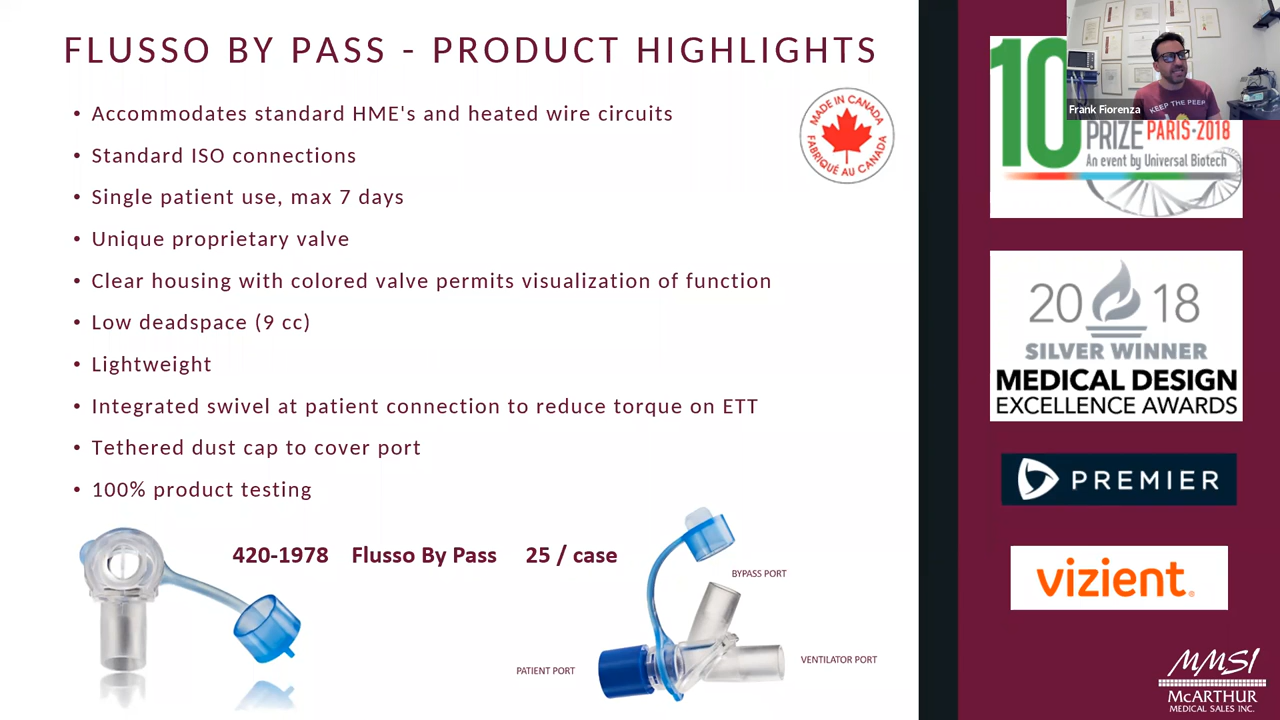 FLUSSO BY PASS - PRODUCT HIGHLIGHTS
• Accommodates standard HME's and heated wire circuits
• Standard ISO connections
• Single patient use, max 7 days
• Unique proprietary valve
• Clear housing with colored valve permits visualization of function
• Low deadspace (9 cc)
• Lightweight
• Integrated swivel at patient connection to reduce torque on ETT
• Tethered dust cap to cover port
• 100% product testing
MADE IN CANADA
FABRIQUÉ AU CANADA
420-1978 Flusso By Pass 25 / case
BYPASS PORT
PATIENT PORT
VENTILATOR PORT
Frank Fiorenza
KEEP THE PEEP
10
PRIZE PARIS-2018
An event by Universal Biotech
20 18
SILVER WINNER
MEDICAL DESIGN
EXCELLENCE AWARDS
PREMIER
vizient
MMSI
MCARTHUR
MEDICAL SALES INC.